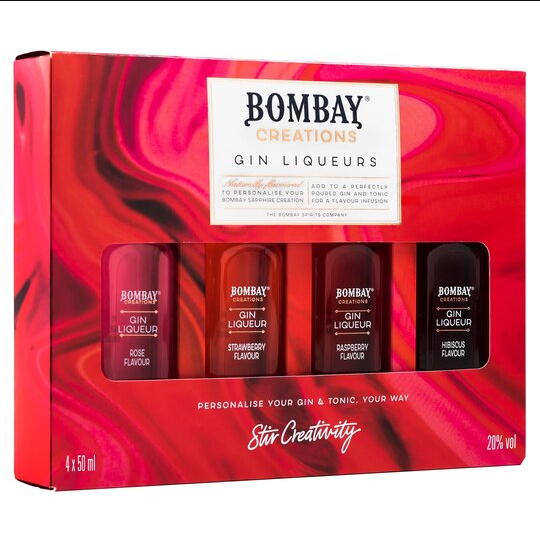 BOMBAY®
CREATIONS
GIN LIQUEURS
Naturally flavoured
TO PERSONALISE YOUR
BOMBAY SAPPHIRE CREATION
ADD TO A PERFECTLY
POURED GIN AND TONIC
FOR A FLAVOUR INFUSION
THE BOMBAY SPIRITS COMPANY
BOMBAY
CREATIONS
GIN
LIQUEUR
ROSE
FLAVOUR
BOMBAY
CREATIONS
GIN
LIQUEUR
STRAWBERRY
FLAVOUR
BOMBAY
CREATIONS
GIN
LIQUEUR
RASPBERRY
FLAVOUR
BOMBAY
CREATIONS
GIN
LIQUEUR
HIBISCUS
FLAVOUR
PERSONALISE YOUR GIN & TONIC, YOUR WAY
Stir Creativity
4 x 50 ml
20% vol